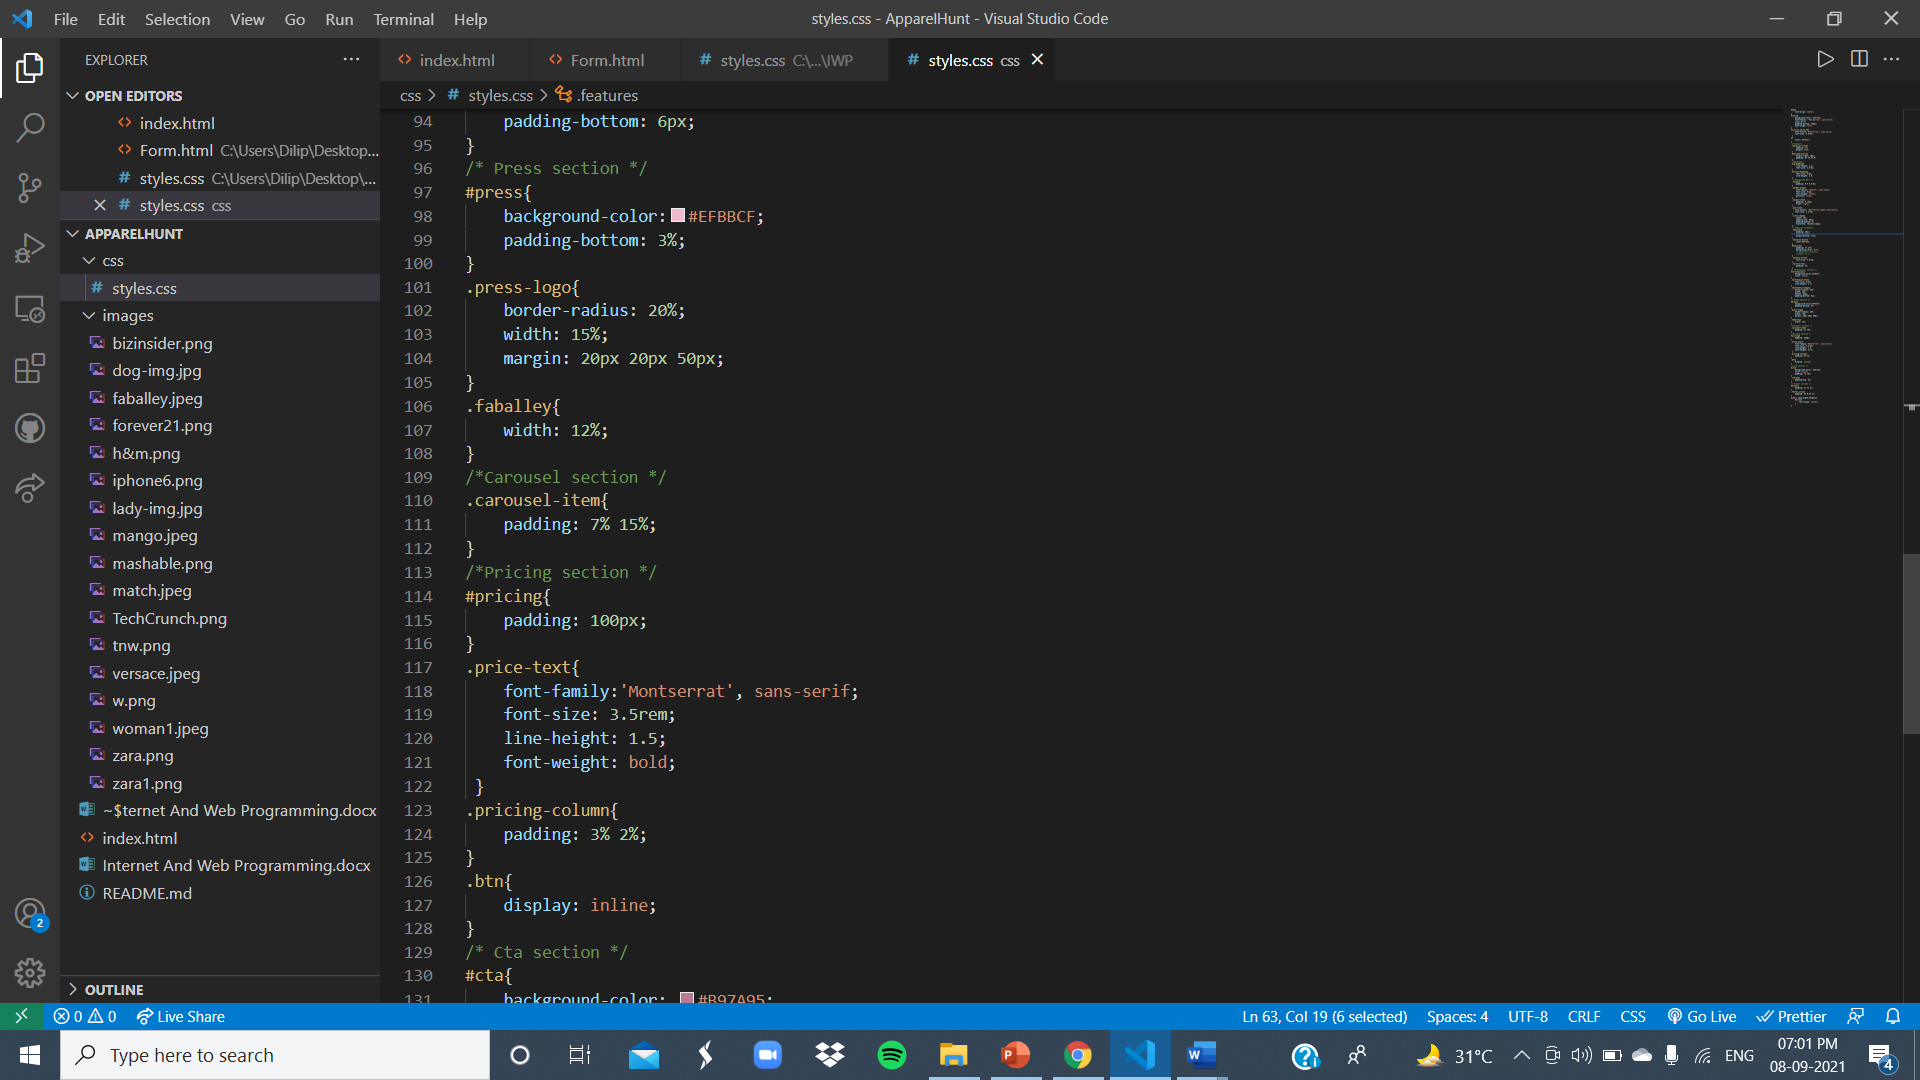 File Edit Selection View Go Run Terminal Help
styles.css - ApparelHunt - Visual Studio Code
EXPLORER
index.html
Form.html
styles.css C:\...\IWP
styles.css css
OPEN EDITORS
index.html
Form.html C:\Users\Dilip\Desktop...
styles.css C:\Users\Dilip\Desktop\...
styles.css css
APPARELHUNT
css
styles.css
images
bizinsider.png
dog-img.jpg
faballey.jpeg
forever21.png
h&m.png
iphone6.png
lady-img.jpg
mango.jpeg
mashable.png
match.jpeg
TechCrunch.png
tnw.png
versace.jpeg
w.png
woman1.jpeg
zara.png
zara1.png
~$ternet And Web Programming.docx
index.html
Internet And Web Programming.docx
README.md
OUTLINE
2
css > # styles.css > .features
94 padding-bottom: 6px;
95 }
96 /* Press section */
97 #press{
98 background-color: #EFBBCF;
99 padding-bottom: 3%;
100 }
101 .press-logo{
102 border-radius: 20%;
103 width: 15%;
104 margin: 20px 20px 50px;
105 }
106 .faballey{
107 width: 12%;
108 }
109 /*Carousel section */
110 .carousel-item{
111 padding: 7% 15%;
112 }
113 /*Pricing section */
114 #pricing{
115 padding: 100px;
116 }
117 .price-text{
118 font-family:'Montserrat', sans-serif;
119 font-size: 3.5rem;
120 line-height: 1.5;
121 font-weight: bold;
122 }
123 .pricing-column{
124 padding: 3% 2%;
125 }
126 .btn{
127 display: inline;
128 }
129 /* Cta section */
130 #cta{
131 background-color: #B97A95;
0 0 Live Share
Ln 63, Col 19 (6 selected) Spaces: 4 UTF-8 CRLF CSS Go Live Prettier
Type here to search
31°C
ENG
07:01 PM
08-09-2021
4